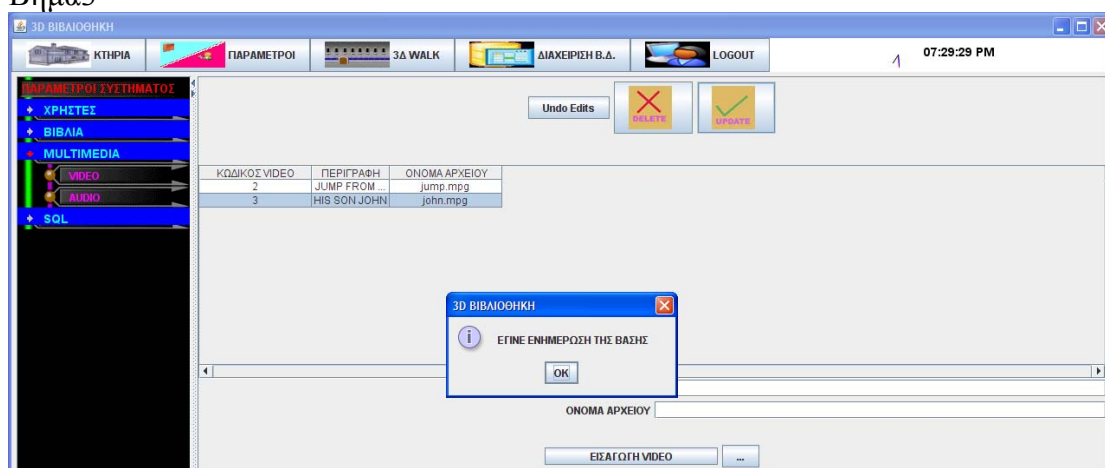 Βήμα3
3D ΒΙΒΛΙΟΘΗΚΗ
ΚΤΗΡΙΑ ΠΑΡΑΜΕΤΡΟΙ 3Δ WALK ΔΙΑΧΕΙΡΙΣΗ Β.Δ. LOGOUT 07:29:29 PM
ΠΑΡΑΜΕΤΡΟΙ ΣΥΣΤΗΜΑΤΟΣ
ΧΡΗΣΤΕΣ
ΒΙΒΛΙΑ
MULTIMEDIA
VIDEO
AUDIO
SQL
Undo Edits DELETE UPDATE
ΚΩΔΙΚΟΣ VIDEO ΠΕΡΙΓΡΑΦΗ ΟΝΟΜΑ ΑΡΧΕΙΟΥ
2 JUMP FROM ... jump.mpg
3 HIS SON JOHN john.mpg
3D ΒΙΒΛΙΟΘΗΚΗ
ΕΓΙΝΕ ΕΝΗΜΕΡΩΣΗ ΤΗΣ ΒΑΣΗΣ
OK
ΟΝΟΜΑ ΑΡΧΕΙΟΥ
ΕΙΣΑΓΩΓΗ VIDEO ...